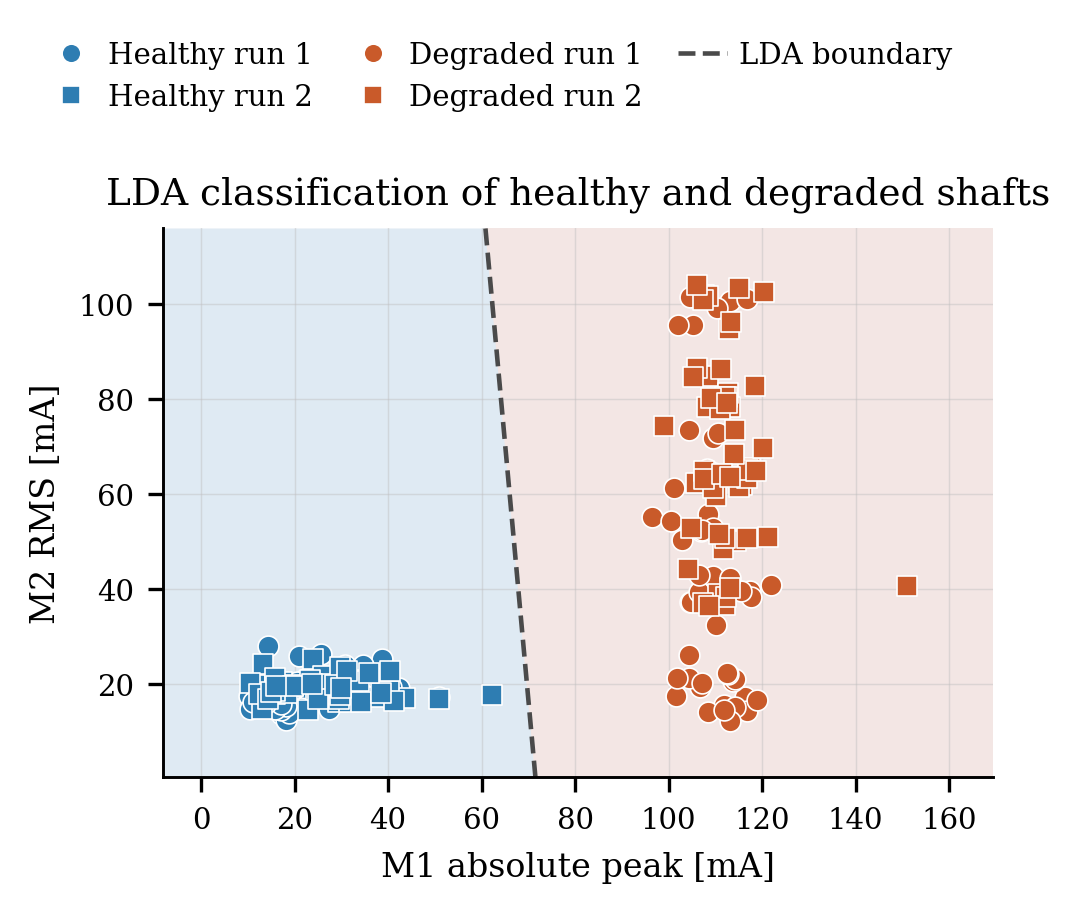 Healthy run 1
Healthy run 2
Degraded run 1
Degraded run 2
LDA boundary
LDA classification of healthy and degraded shafts
M2 RMS [mA]
100
80
60
40
20
0 20 40 60 80 100 120 140 160
M1 absolute peak [mA]